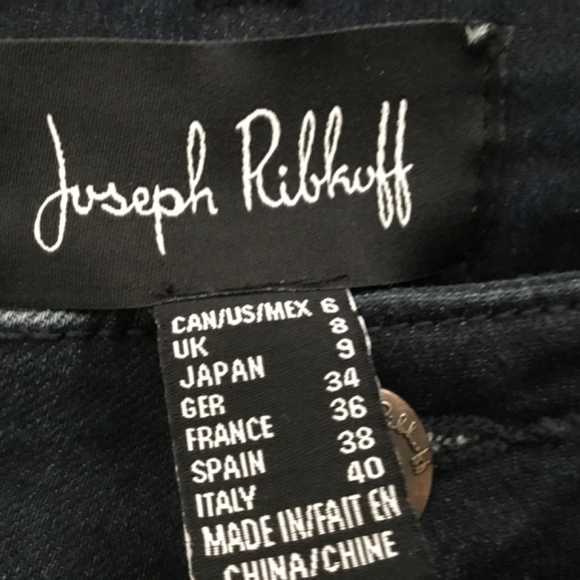 Joseph Ribkoff
CAN/US/MEX 6
UK 8
JAPAN 9
GER 34
FRANCE 36
SPAIN 38
ITALY 40
MADE IN/FAIT EN
CHINA/CHINE
Ribkoff